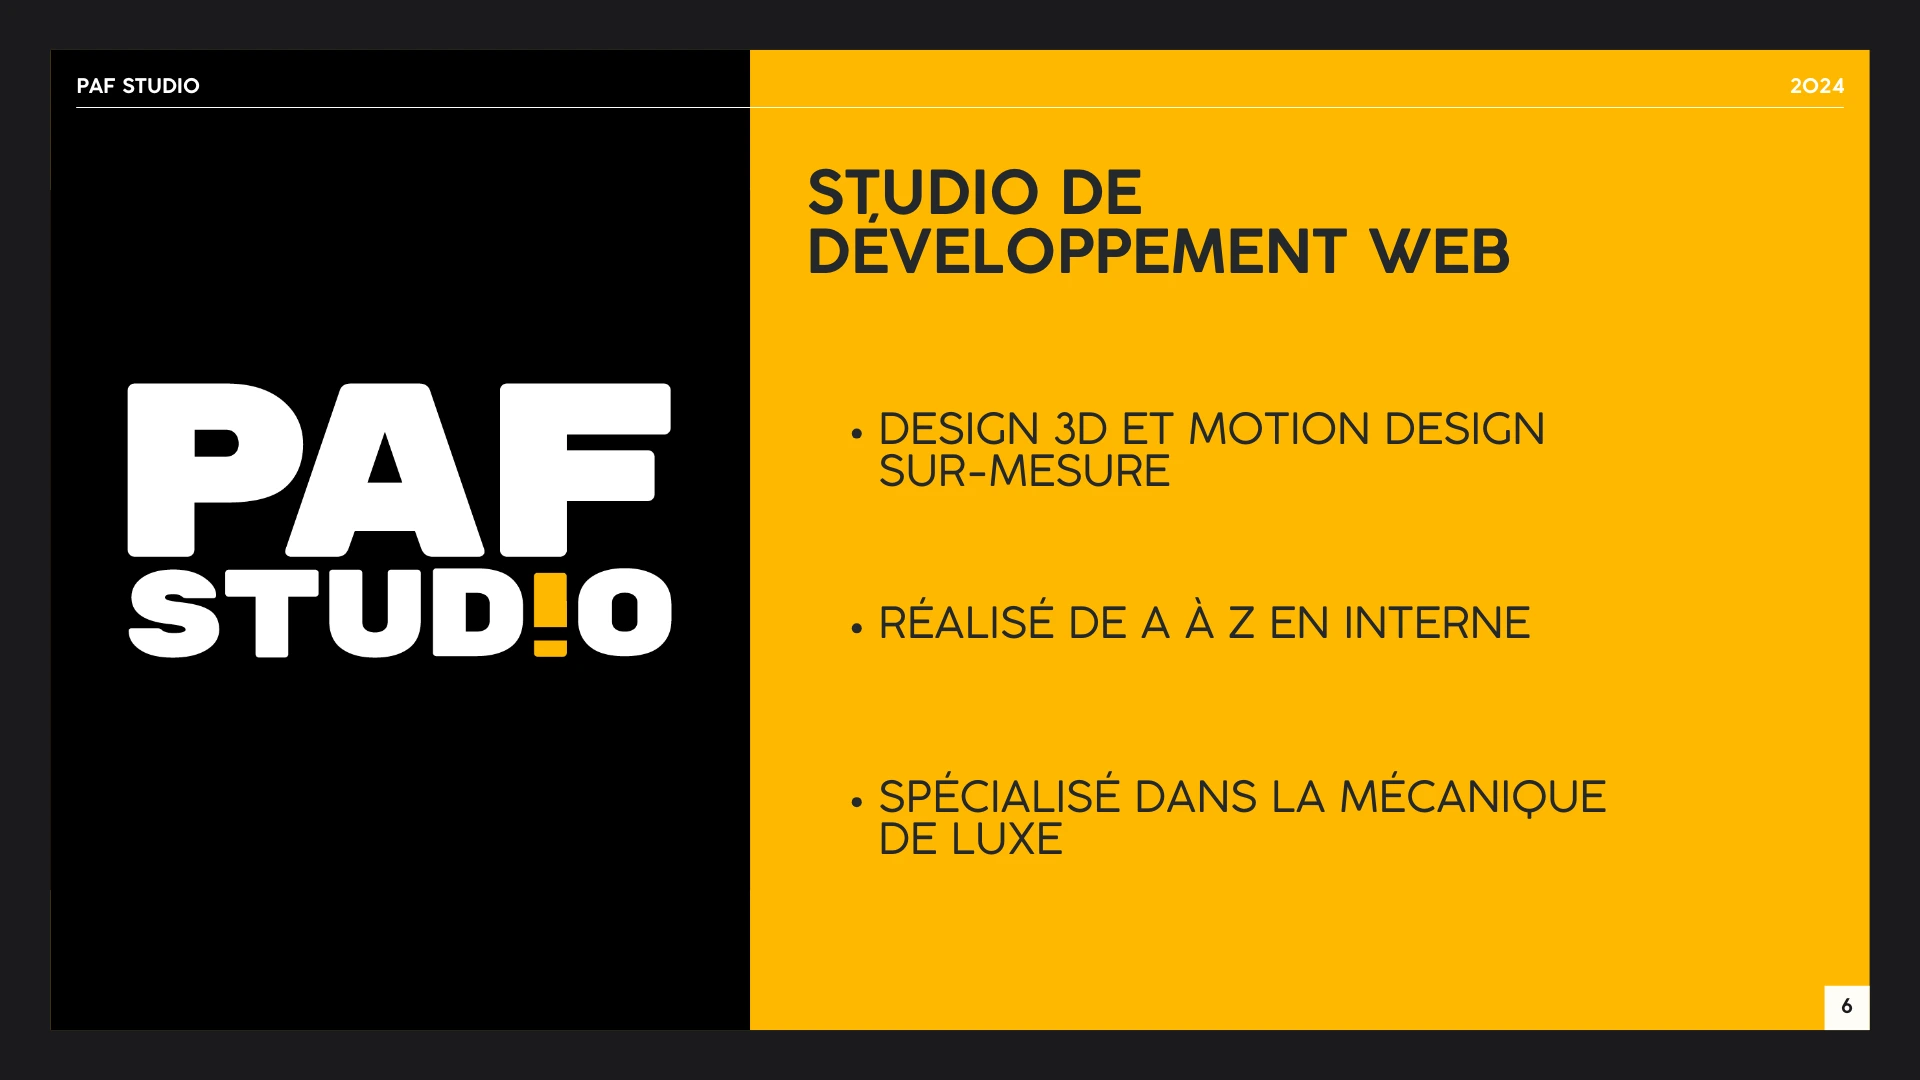 PAF STUDIO
2024
STUDIO DE
DÉVELOPPEMENT WEB
PAF
STUD!O
• DESIGN 3D ET MOTION DESIGN
SUR-MESURE
• RÉALISÉ DE A À Z EN INTERNE
• SPÉCIALISÉ DANS LA MÉCANIQUE
DE LUXE
6